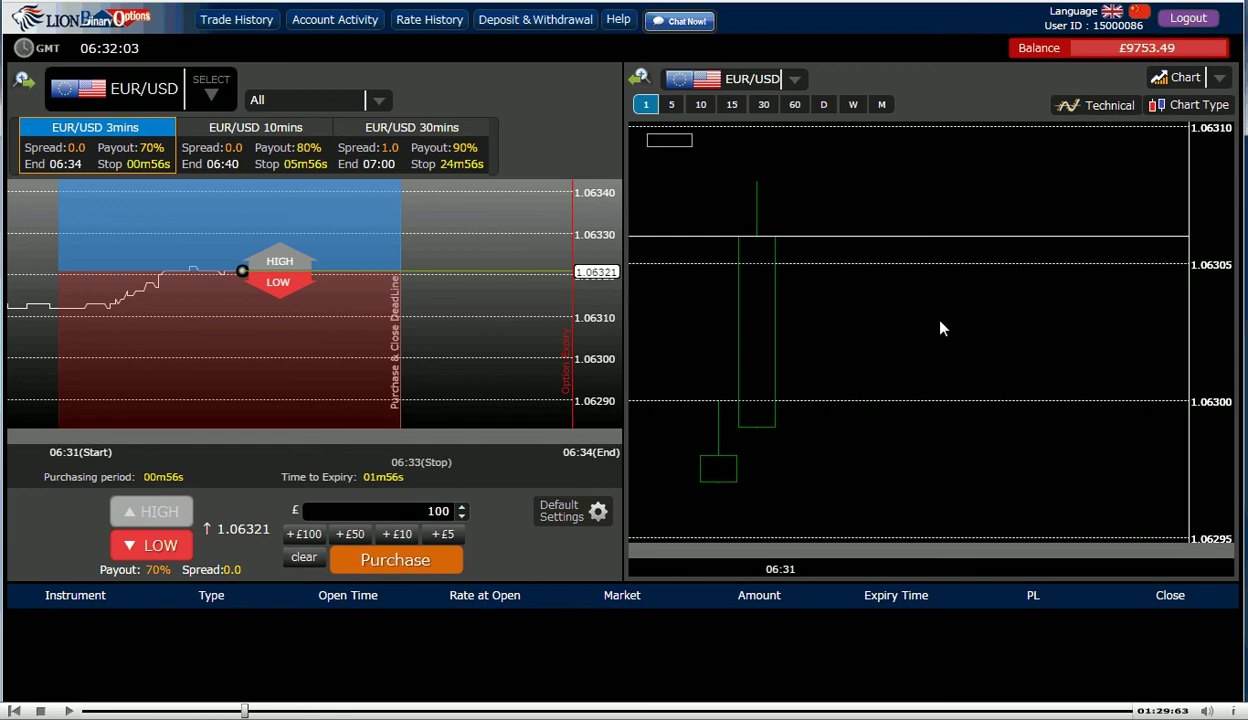 LION Binary Options Trade History Account Activity Rate History Deposit & Withdrawal Help Chat Now! Language Logout
User ID : 15000086
GMT 06:32:03 Balance £9753.49
EUR/USD SELECT All
EUR/USD 3mins EUR/USD 10mins EUR/USD 30mins
Spread:0.0 Payout: 70% Spread:0.0 Payout: 80% Spread: 1.0 Payout: 90%
End 06:34 Stop 00m56s End 06:40 Stop 05m56s End 07:00 Stop 24m56s
1.06340
1.06330
HIGH
1.06321
LOW
1.06310
1.06300
1.06290
Purchase & Close DeadLine
Option Expiry
06:31(Start) 06:33(Stop) 06:34(End)
Purchasing period: 00m56s Time to Expiry: 01m56s
HIGH
LOW
1.06321
Payout: 70% Spread:0.0
£ 100
+£100 +£50 +£10 +£5
clear Purchase
Default
Settings
EUR/USD Chart
1 5 10 15 30 60 D W M Technical Chart Type
1.06310
1.06305
1.06300
1.06295
06:31
Instrument Type Open Time Rate at Open Market Amount Expiry Time PL Close
01:29:63